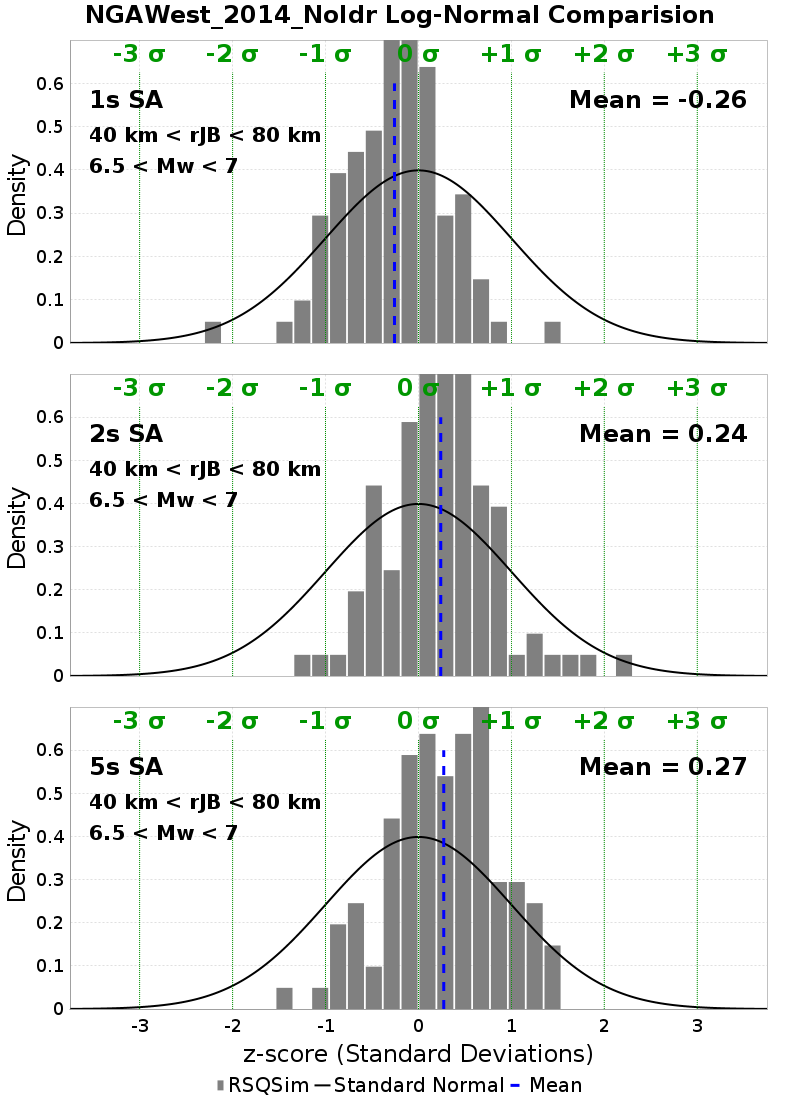 NGAWest_2014_NoIdr Log-Normal Comparision
-3 σ -2 σ -1 σ 0 σ +1 σ +2 σ +3 σ
1s SA Mean = -0.26
40 km < rJB < 80 km
6.5 < Mw < 7
Density
0.6
0.5
0.4
0.3
0.2
0.1
0
-3 σ -2 σ -1 σ 0 σ +1 σ +2 σ +3 σ
2s SA Mean = 0.24
40 km < rJB < 80 km
6.5 < Mw < 7
Density
0.6
0.5
0.4
0.3
0.2
0.1
0
-3 σ -2 σ -1 σ 0 σ +1 σ +2 σ +3 σ
5s SA Mean = 0.27
40 km < rJB < 80 km
6.5 < Mw < 7
Density
0.6
0.5
0.4
0.3
0.2
0.1
0
-3 -2 -1 0 1 2 3
z-score (Standard Deviations)
RSQSim Standard Normal Mean